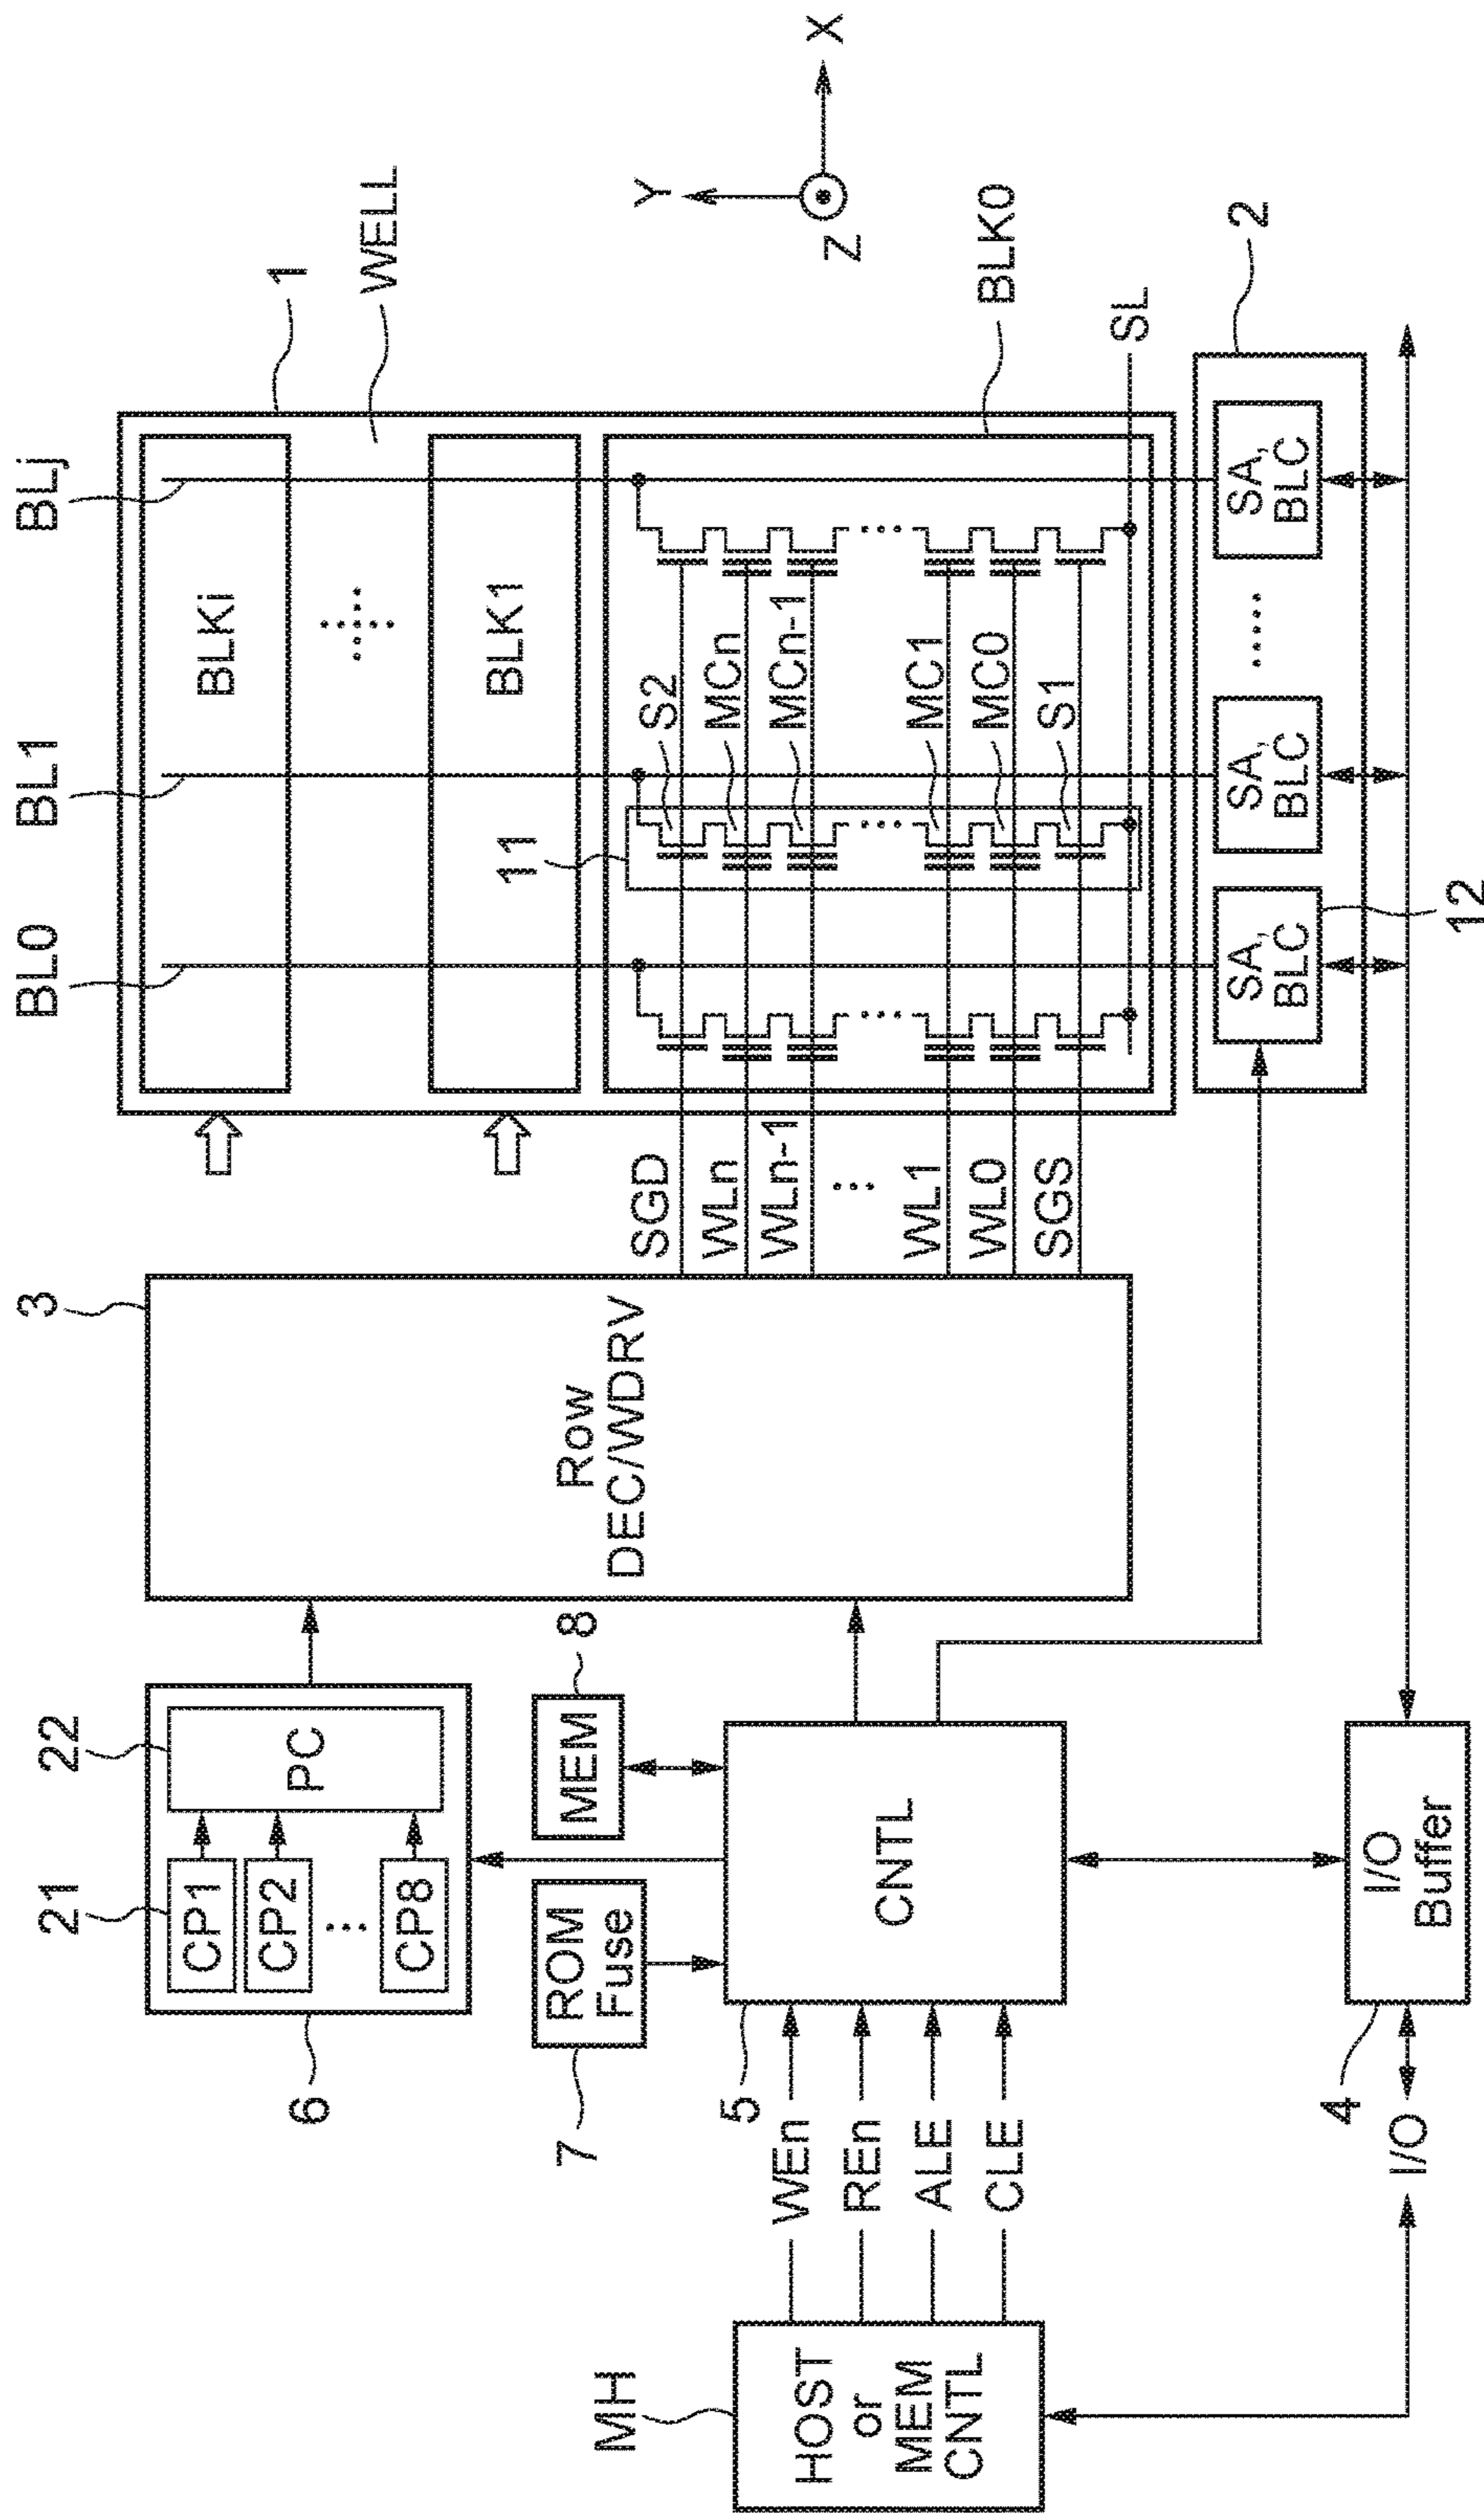 BL0
BL1
BLj
1
WELL
BLKi
BLK1
11
S2
MCn
MCn-1
MC1
MC0
S1
BLK0
SL
Y
X
Z
3
Row
DEC/WDRV
SGD
WLn
WLn-1
WL1
WL0
SGS
2
SA,
BLC
SA,
BLC
SA,
BLC
12
21
22
CP1
CP2
CP8
PC
6
7
ROM
Fuse
MEM
8
5
CNTL
WEn
REn
ALE
CLE
MH
HOST
or
MEM
CNTL
I/O
4
I/O
Buffer